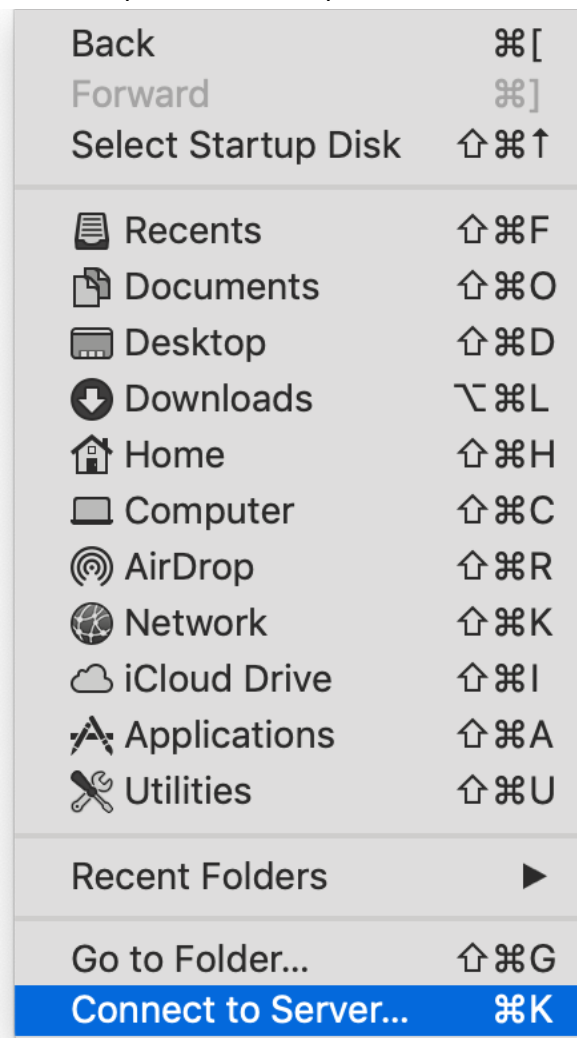 Back ⌘[
Forward ⌘]
Select Startup Disk ⇧⌘↑
Recents ⇧⌘F
Documents ⇧⌘O
Desktop ⇧⌘D
Downloads ⌥⌘L
Home ⇧⌘H
Computer ⇧⌘C
AirDrop ⇧⌘R
Network ⇧⌘K
iCloud Drive ⇧⌘I
Applications ⇧⌘A
Utilities ⇧⌘U
Recent Folders ▶
Go to Folder... ⇧⌘G
Connect to Server... ⌘K